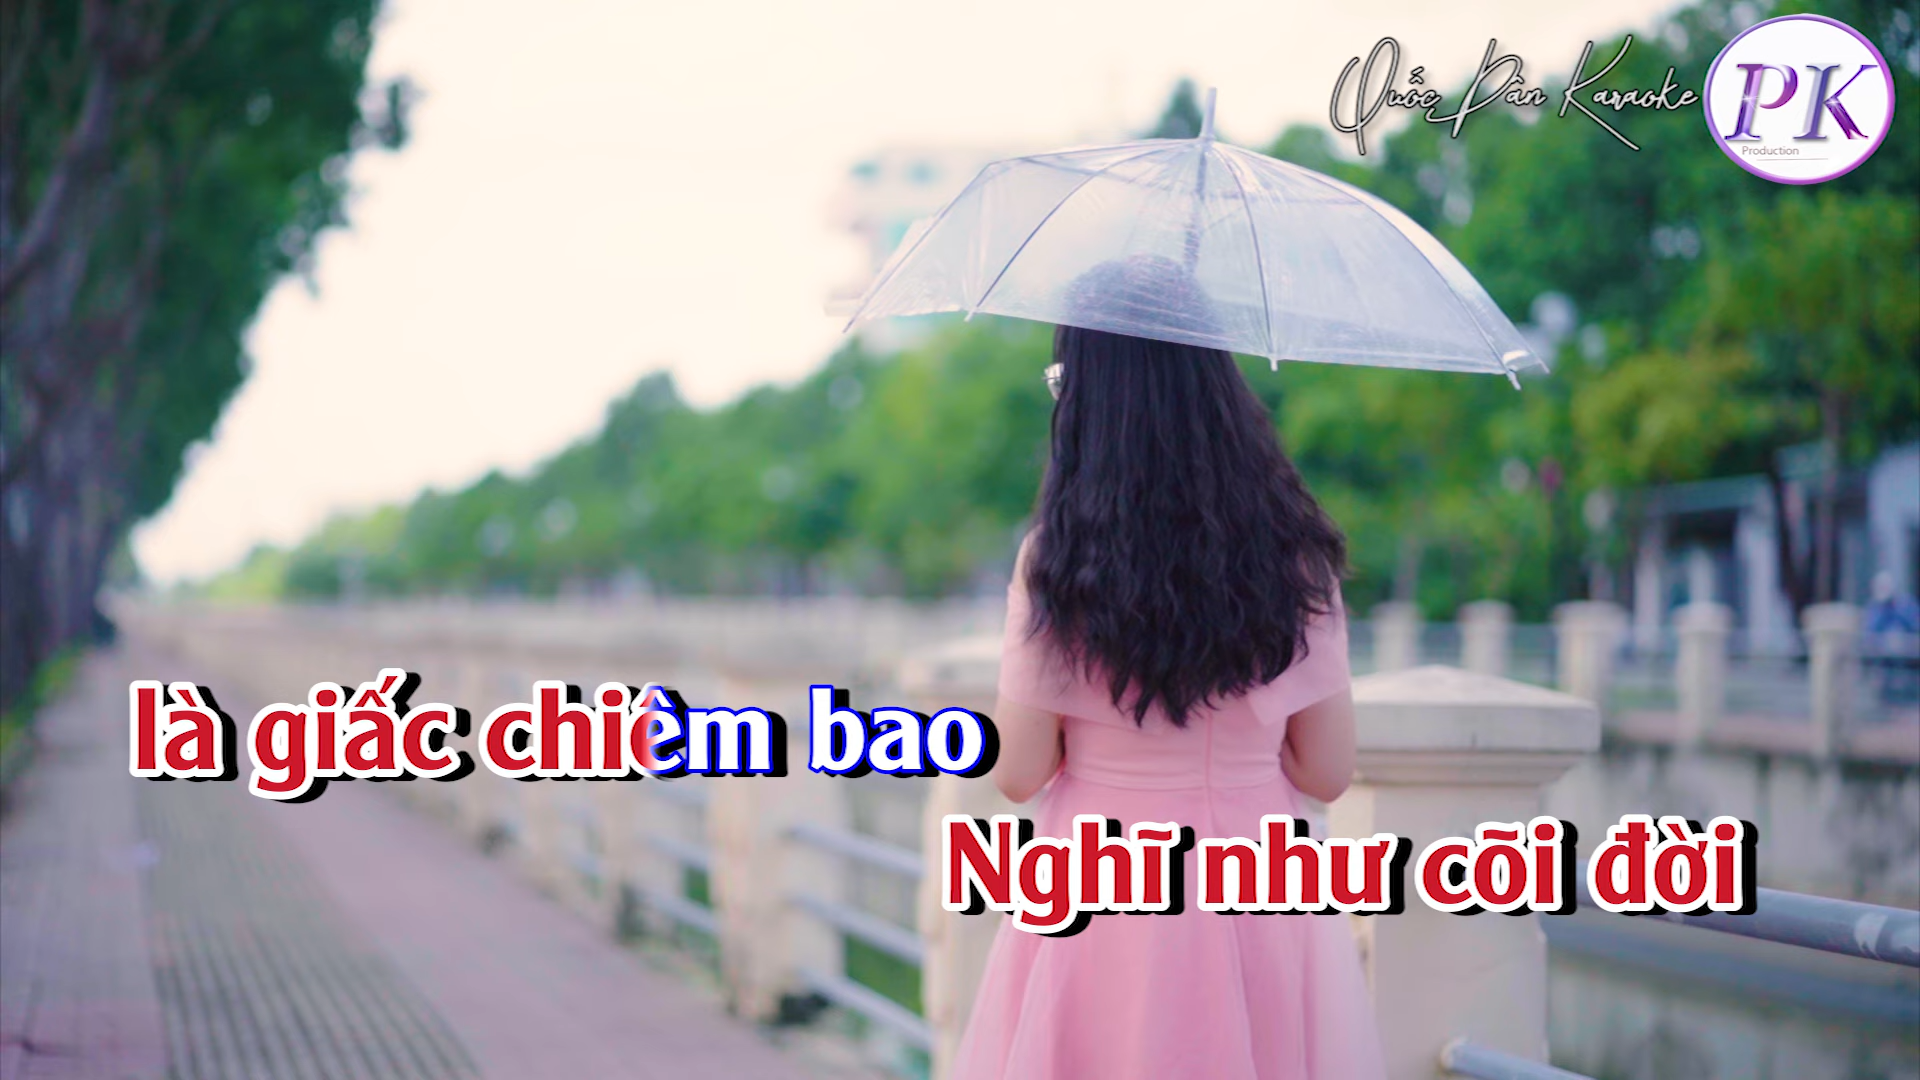 Quốc Dân Karaoke
PK
Production
là giấc chiêm bao
Nghĩ như cõi đời